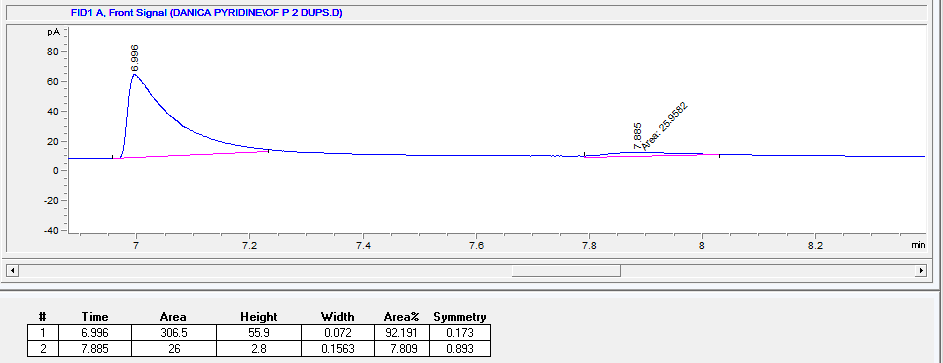 FID1 A, Front Signal (DANICA PYRIDINE\OF P 2 DUPS.D)
pA
80
60
40
20
0
-20
-40
6.996
7.885
Area: 25.9582
7 7.2 7.4 7.6 7.8 8 8.2 min
# Time Area Height Width Area% Symmetry
1 6.996 306.5 55.9 0.072 92.191 0.173
2 7.885 26 2.8 0.1563 7.809 0.893